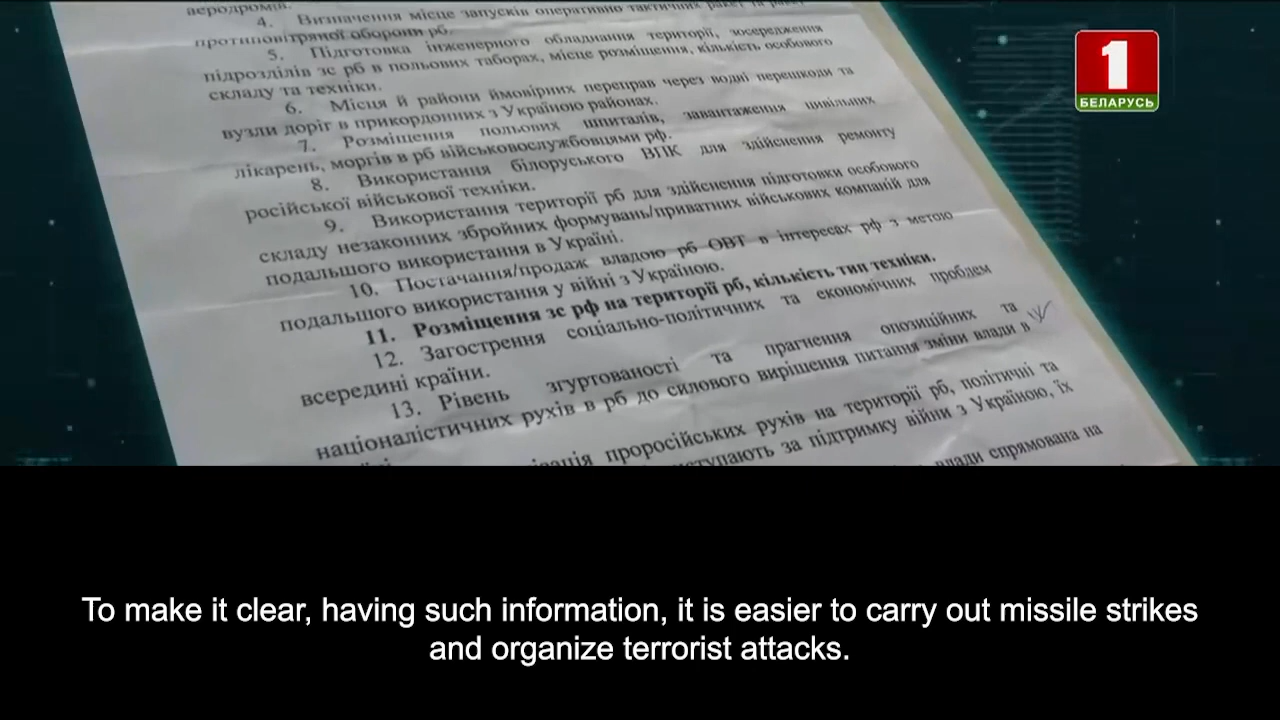 аеродромів.
4. Визначення місце запусків оперативно тактичних ракет та ракет
протиповітряної оборони рб.
5. Підготовка інженерного обладнання території, зосередження
підрозділів зс рб в польових таборах, місце розміщення, кількість особового
складу та техніки.
6. Місця й райони ймовірних переправ через водні перешкоди та
вузли доріг в прикордонних з Україною районах.
7. Розміщення польових шпиталів, завантаження цивільних
лікарень, моргів в рб військовослужбовцями рф.
8. Використання білоруського ВПК для здійснення ремонту
російської військової техніки.
9. Використання території рб для здійснення підготовки особового
складу незаконних збройних формувань/приватних військових компаній для
подальшого використання в Україні.
10. Постачання/продаж владою рб ОВТ в інтересах рф з метою
подальшого використання у війні з Україною.
11. Розміщення зс рф на території рб, кількість тип техніки.
12. Загострення соціально-політичних та економічних проблем
всередині країни.
13. Рівень згуртованості та прагнення опозиційних та
націоналістичних рухів в рб до силового вирішення питання зміни влади в
проросійських рухів на території рб, політичні та
за підтримку війни з Україною, їх
влади спрямована на
1
БЕЛАРУСЬ
To make it clear, having such information, it is easier to carry out missile strikes
and organize terrorist attacks.